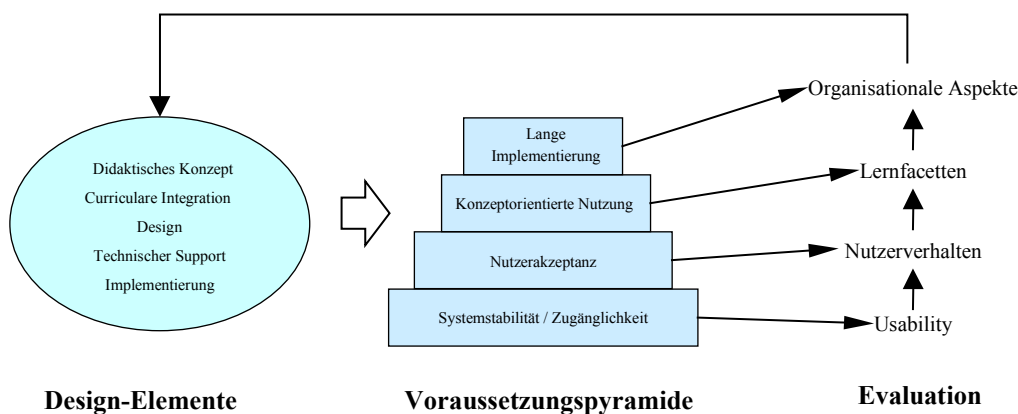 Didaktisches Konzept
Curriculare Integration
Design
Technischer Support
Implementierung
Design-Elemente
Lange
Implementierung
Konzeptorientierte Nutzung
Nutzerakzeptanz
Systemstabilität / Zugänglichkeit
Voraussetzungspyramide
Organisationale Aspekte
Lernfacetten
Nutzerverhalten
Usability
Evaluation